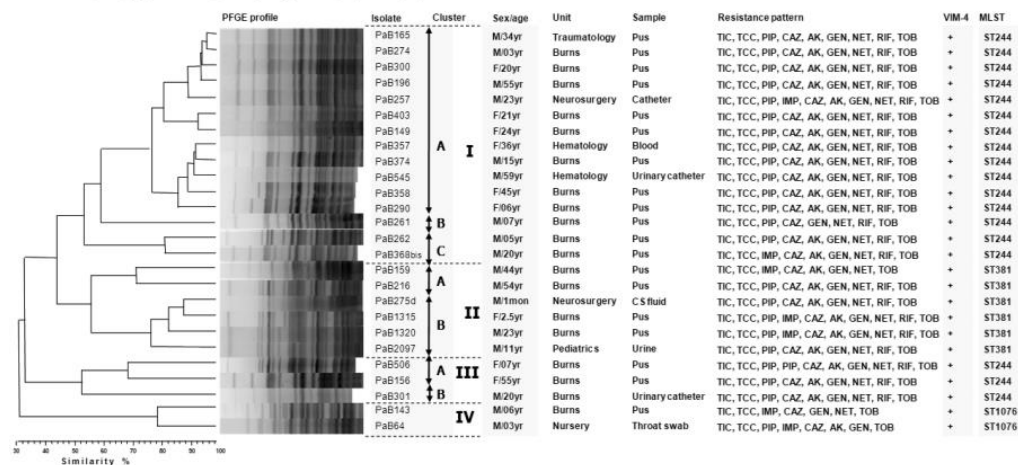 PFGE profile Isolate Cluster Sex/age Unit Sample Resistance pattern VIM-4 MLST
PaB165 M/34yr Traumatology Pus TIC, TCC, PIP, CAZ, AK, GEN, NET, RIF, TOB + ST244
PaB274 M/03yr Burns Pus TIC, TCC, PIP, CAZ, AK, GEN, NET, RIF, TOB + ST244
PaB300 F/20yr Burns Pus TIC, TCC, PIP, CAZ, AK, GEN, NET, RIF, TOB + ST244
PaB196 M/55yr Burns Pus TIC, TCC, PIP, CAZ, AK, GEN, NET, RIF, TOB + ST244
PaB257 M/23yr Neurosurgery Catheter TIC, TCC, PIP, IMP, CAZ, AK, GEN, NET, RIF, TOB + ST244
PaB403 F/21yr Burns Pus TIC, TCC, PIP, CAZ, AK, GEN, NET, RIF, TOB + ST244
PaB149 F/24yr Burns Pus TIC, TCC, PIP, CAZ, AK, GEN, NET, RIF, TOB + ST244
PaB357 A I F/36yr Hematology Blood TIC, TCC, PIP, CAZ, AK, GEN, NET, RIF, TOB + ST244
PaB374 M/15yr Burns Pus TIC, TCC, PIP, CAZ, AK, GEN, NET, RIF, TOB + ST244
PaB545 M/59yr Hematology Urinary catheter TIC, TCC, PIP, CAZ, AK, GEN, NET, RIF, TOB + ST244
PaB358 F/45yr Burns Pus TIC, TCC, PIP, CAZ, AK, GEN, NET, RIF, TOB + ST244
PaB290 F/06yr Burns Pus TIC, TCC, PIP, CAZ, AK, GEN, NET, RIF, TOB + ST244
PaB261 B M/07yr Burns Pus TIC, TCC, PIP, CAZ, GEN, NET, RIF, TOB + ST244
PaB262 M/05yr Burns Pus TIC, TCC, PIP, CAZ, AK, GEN, NET, RIF, TOB + ST244
PaB368bis C M/20yr Burns Pus TIC, TCC, PIP, CAZ, AK, GEN, NET, RIF, TOB + ST244
PaB159 M/44yr Burns Pus TIC, TCC, IMP, CAZ, AK, GEN, NET, TOB + ST381
PaB216 A M/54yr Burns Pus TIC, TCC, PIP, CAZ, AK, GEN, NET, RIF, TOB + ST381
PaB275d II M/1mon Neurosurgery CS fluid TIC, TCC, PIP, CAZ, AK, GEN, NET, RIF, TOB + ST381
PaB1315 B F/2.5yr Burns Pus TIC, TCC, PIP, IMP, CAZ, AK, GEN, NET, RIF, TOB + ST381
PaB1320 M/23yr Burns Pus TIC, TCC, PIP, IMP, CAZ, AK, GEN, NET, RIF, TOB + ST381
PaB2097 M/11yr Pediatrics Urine TIC, TCC, PIP, CAZ, AK, GEN, NET, RIF, TOB + ST381
PaB506 A III F/07yr Burns Pus TIC, TCC, PIP, PIP, CAZ, AK, GEN, NET, RIF, TOB + ST244
PaB156 F/55yr Burns Pus TIC, TCC, PIP, CAZ, AK, GEN, NET, RIF, TOB + ST244
PaB301 B M/20yr Burns Urinary catheter TIC, TCC, PIP, CAZ, AK, GEN, NET, RIF, TOB + ST244
PaB143 IV M/06yr Burns Pus TIC, TCC, IMP, CAZ, GEN, NET, TOB + ST1076
PaB64 M/03yr Nursery Throat swab TIC, TCC, PIP, IMP, CAZ, AK, GEN, TOB + ST1076
30 40 50 60 70 80 90 100
Similarity %